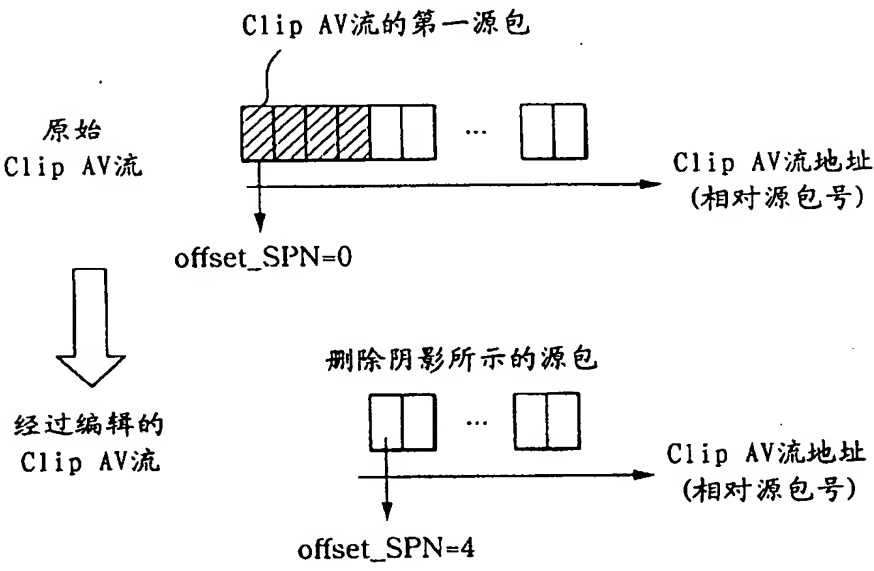 Clip AV流的第一源包
原始
Clip AV流
...
Clip AV流地址
(相对源包号)
offset_SPN=0
删除阴影所示的源包
经过编辑的
Clip AV流
...
Clip AV流地址
(相对源包号)
offset_SPN=4